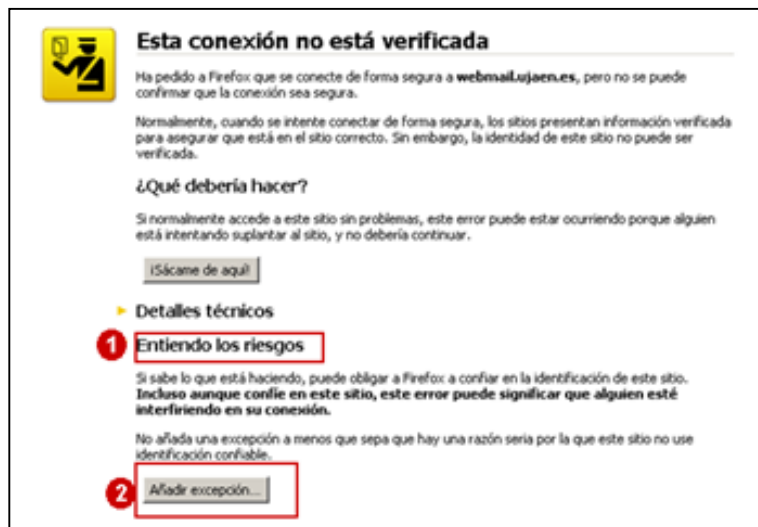 Esta conexión no está verificada
Ha pedido a Firefox que se conecte de forma segura a webmail.ujaen.es, pero no se puede
confirmar que la conexión sea segura.
Normalmente, cuando se intente conectar de forma segura, los sitios presentan información verificada
para asegurar que está en el sitio correcto. Sin embargo, la identidad de este sitio no puede ser
verificada.
¿Qué debería hacer?
Si normalmente accede a este sitio sin problemas, este error puede estar ocurriendo porque alguien
está intentando suplantar al sitio, y no debería continuar.
¡Sácame de aquí!
Detalles técnicos
1 Entiendo los riesgos
Si sabe lo que está haciendo, puede obligar a Firefox a confiar en la identificación de este sitio.
Incluso aunque confíe en este sitio, este error puede significar que alguien esté
interfiriendo en su conexión.
No añada una excepción a menos que sepa que hay una razón seria por la que este sitio no use
identificación confiable.
2 Añadir excepción...